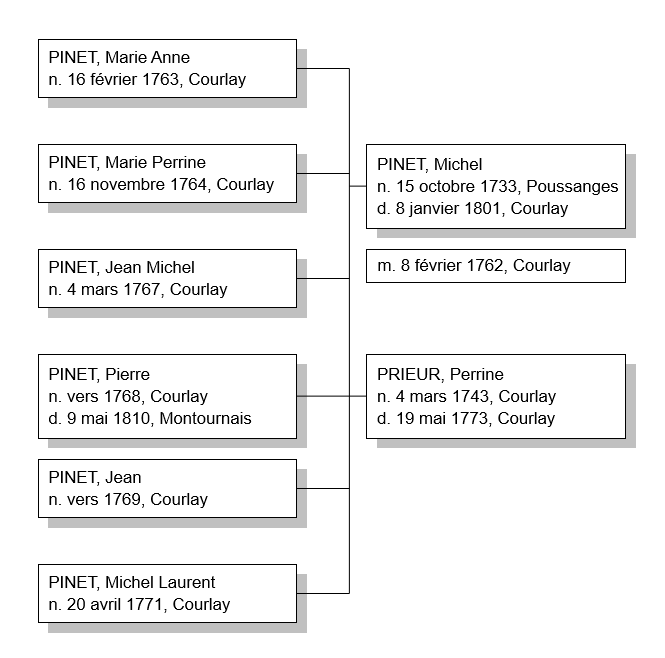 PINET, Marie Anne
n. 16 février 1763, Courlay
PINET, Marie Perrine
n. 16 novembre 1764, Courlay
PINET, Jean Michel
n. 4 mars 1767, Courlay
PINET, Pierre
n. vers 1768, Courlay
d. 9 mai 1810, Montournais
PINET, Jean
n. vers 1769, Courlay
PINET, Michel Laurent
n. 20 avril 1771, Courlay
PINET, Michel
n. 15 octobre 1733, Poussanges
d. 8 janvier 1801, Courlay
m. 8 février 1762, Courlay
PRIEUR, Perrine
n. 4 mars 1743, Courlay
d. 19 mai 1773, Courlay